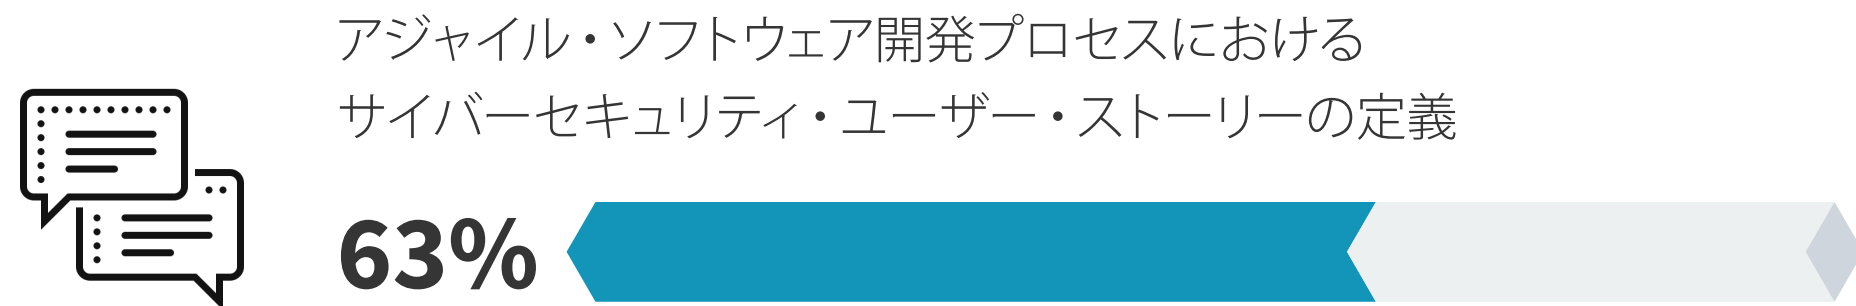 アジャイル・ソフトウェア開発プロセスにおける
サイバーセキュリティ・ユーザー・ストーリーの定義
63%